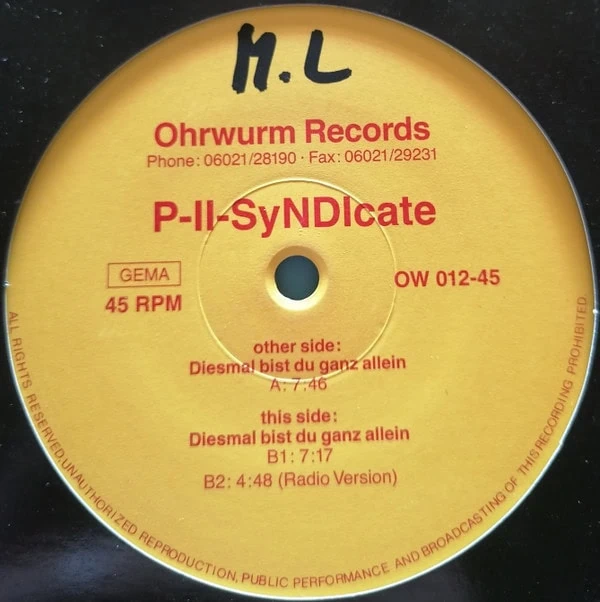 M.L
Ohrwurm Records
Phone: 06021/28190 · Fax: 06021/29231
P-II-SyNDIcate
GEMA
45 RPM
OW 012-45
other side:
Diesmal bist du ganz allein
A: 7:46
this side:
Diesmal bist du ganz allein
B1: 7:17
B2: 4:48 (Radio Version)
ALL RIGHTS RESERVED. UNAUTHORIZED REPRODUCTION, PUBLIC PERFORMANCE AND BROADCASTING OF THIS RECORDING PROHIBITED.